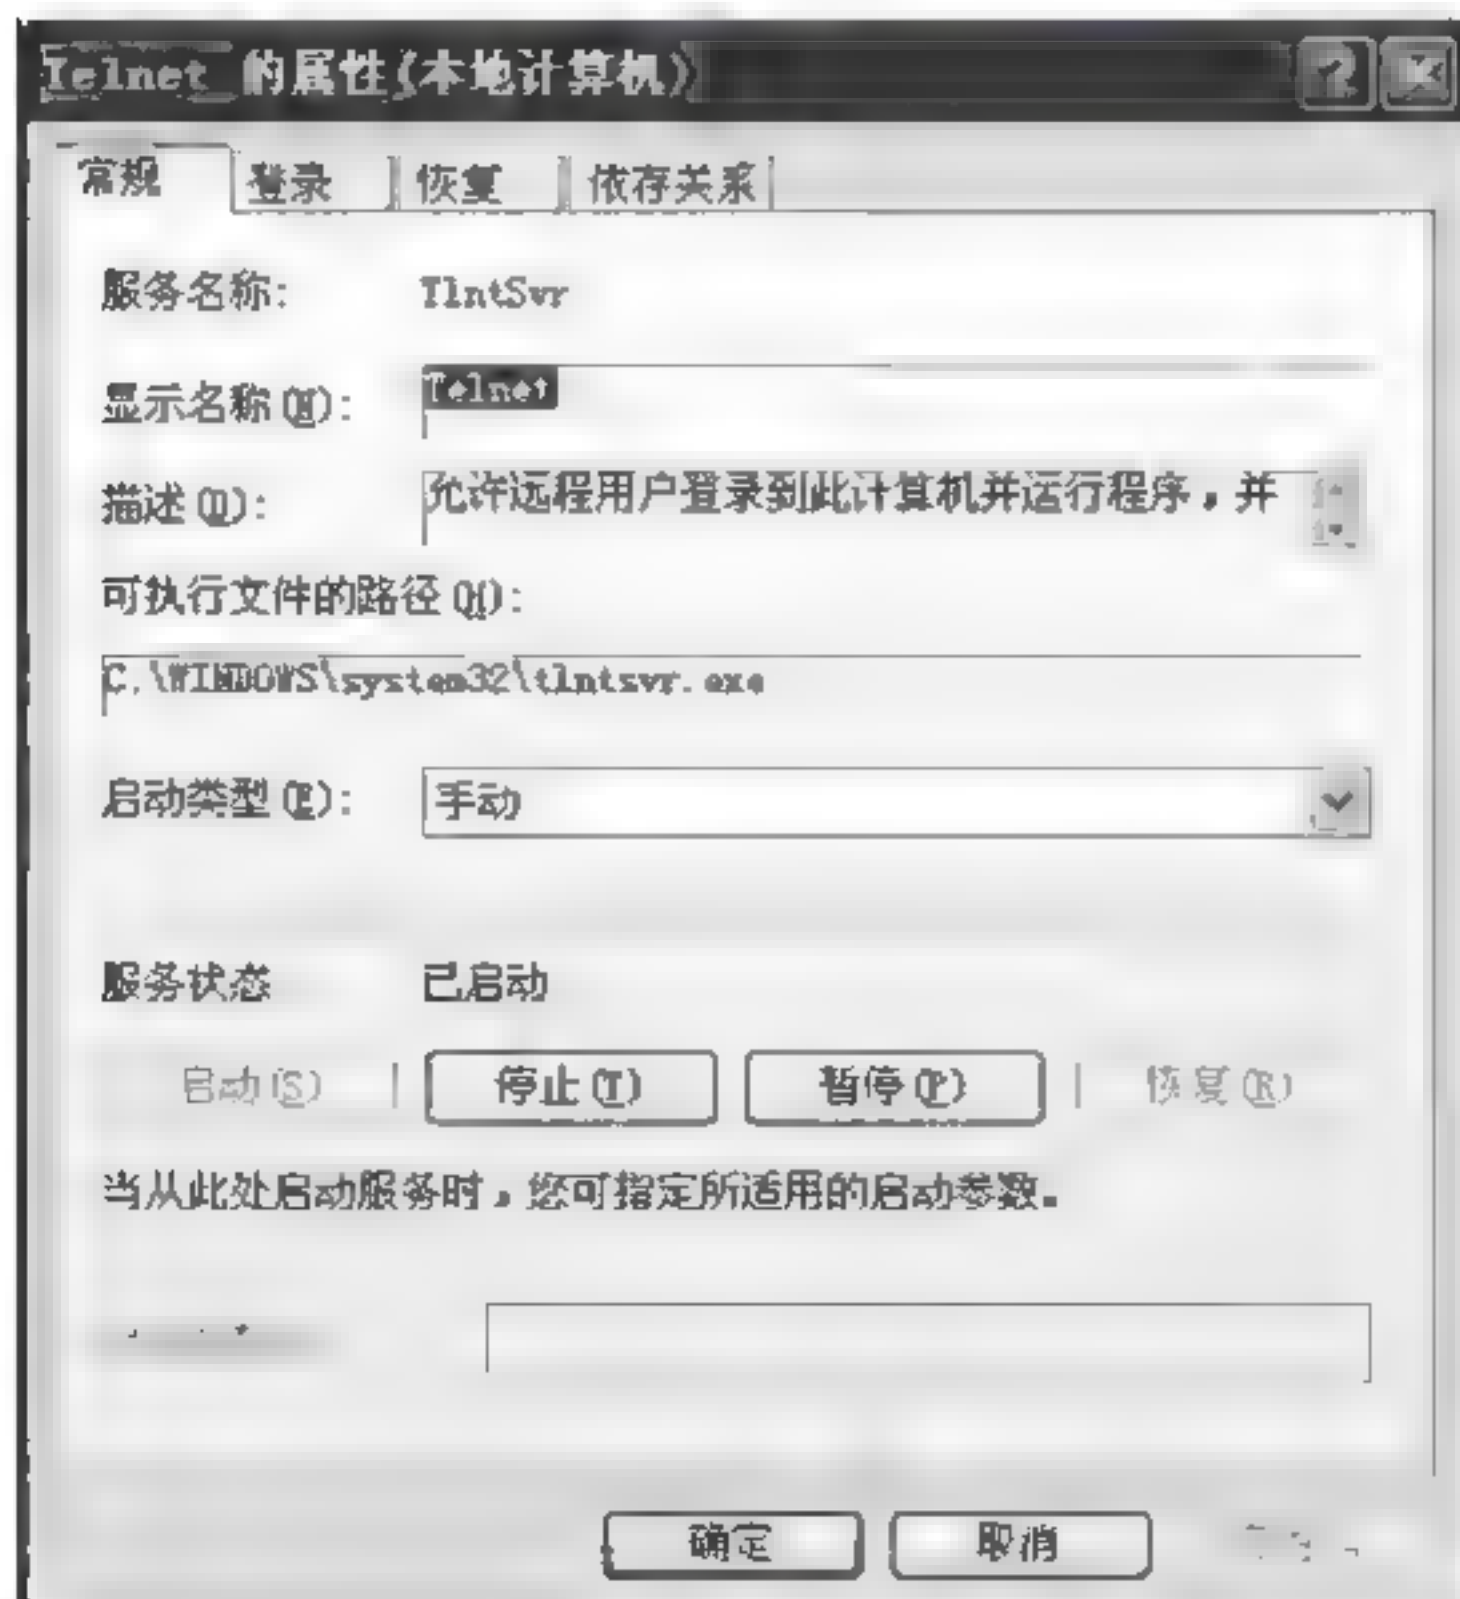 Telnet 的属性(本地计算机)
常规 登录 恢复 依存关系
服务名称: TlntSvr
显示名称(N): Telnet
描述(D): 允许远程用户登录到此计算机并运行程序，并
可执行文件的路径(H):
C:\WINDOWS\system32\tlntsvr.exe
启动类型(E): 手动
服务状态 已启动
启动(S) 停止(T) 暂停(P) 恢复(R)
当从此处启动服务时，您可指定所适用的启动参数。
确定 取消